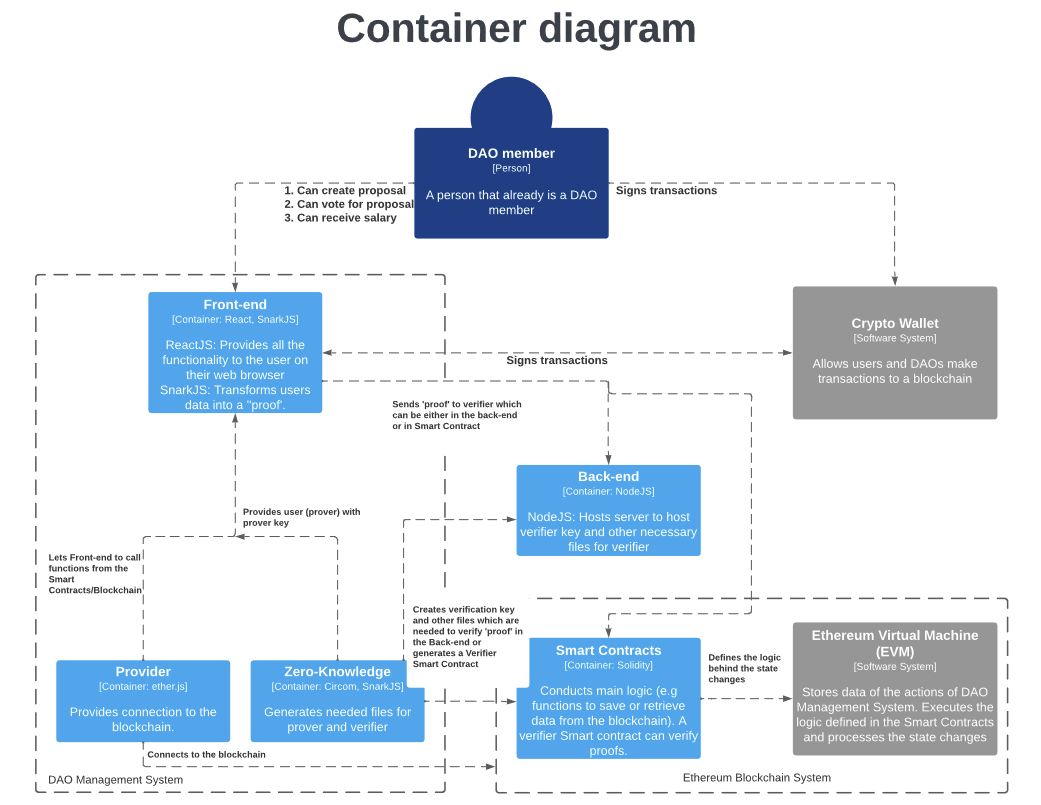 Container diagram
DAO member
[Person]
A person that already is a DAO
member
1. Can create proposal
2. Can vote for proposal
3. Can receive salary
Signs transactions
Front-end
[Container: React, SnarkJS]
ReactJS: Provides all the
functionality to the user on
their web browser
SnarkJS: Transforms users
data into a "proof'.
Crypto Wallet
[Software System]
Allows users and DAOs make
transactions to a blockchain
Signs transactions
Sends 'proof' to verifier which
can be either in the back-end
or in Smart Contract
Back-end
[Container: NodeJS]
NodeJS: Hosts server to host
verifier key and other necessary
files for verifier
Provides user (prover) with
prover key
Lets Front-end to call
functions from the
Smart
Contracts/Blockchain
Creates verification key
and other files which are
needed to verify 'proof' in
the Back-end or
generates a Verifier
Smart Contract
Provider
[Container: ether.js]
Provides connection to the
blockchain.
Zero-Knowledge
[Container: Circom, SnarkJS]
Generates needed files for
prover and verifier
Smart Contracts
[Container: Solidity]
Conducts main logic (e.g
functions to save or retrieve
data from the blockchain). A
verifier Smart contract can verify
proofs.
Defines the logic
behind the state
changes
Ethereum Virtual Machine
(EVM)
[Software System]
Stores data of the actions of DAO
Management System. Executes the
logic defined in the Smart Contracts
and processes the state changes
Connects to the blockchain
DAO Management System
Ethereum Blockchain System